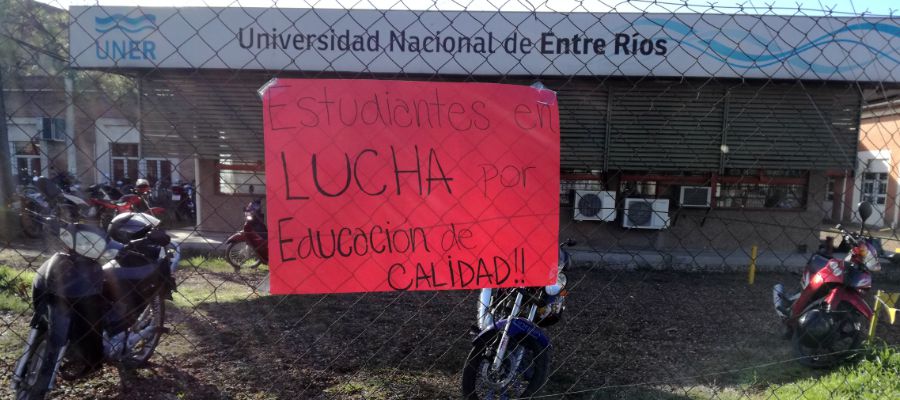 UNER
Universidad Nacional de Entre Ríos
Estudiantes en
LUCHA por
EDucacion de
CALIDAD!!